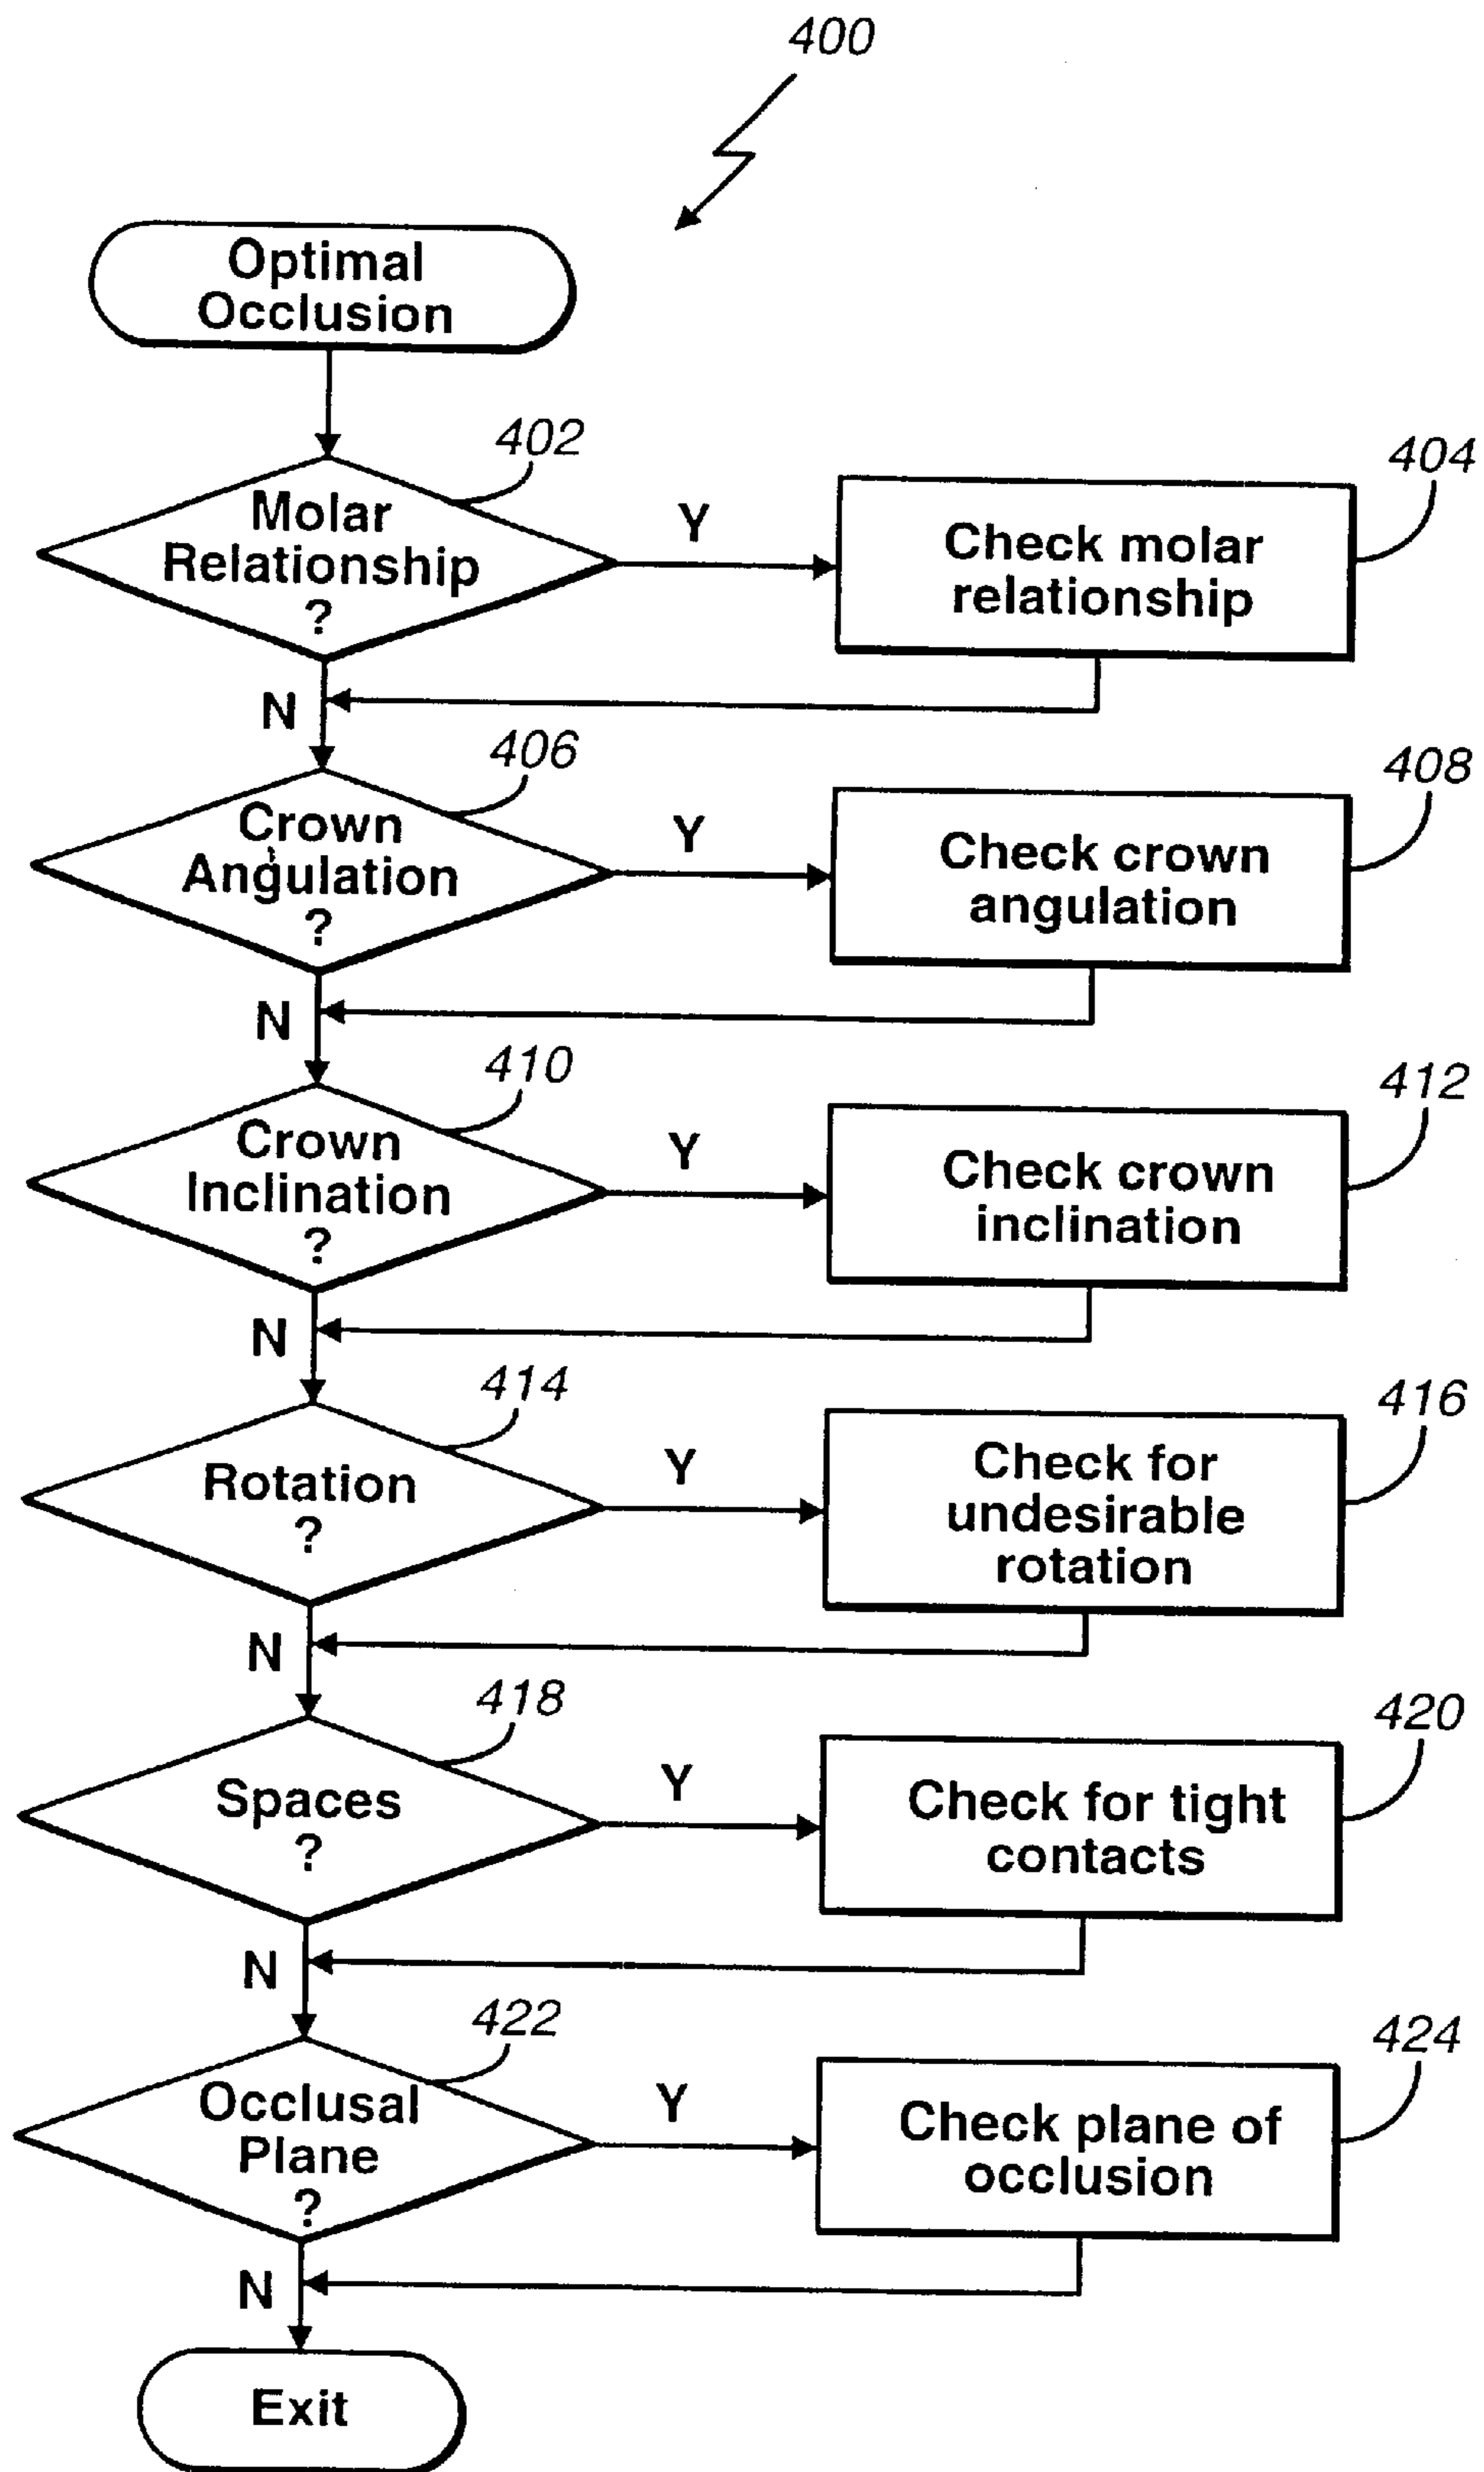 400
Optimal
Occlusion
402
Molar
Relationship
?
Y
404
Check molar
relationship
N
406
Crown
Angulation
?
Y
408
Check crown
angulation
N
410
Crown
Inclination
?
Y
412
Check crown
inclination
N
414
Rotation
?
Y
416
Check for
undesirable
rotation
N
418
Spaces
?
Y
420
Check for tight
contacts
N
422
Occlusal
Plane
?
Y
424
Check plane of
occlusion
N
Exit